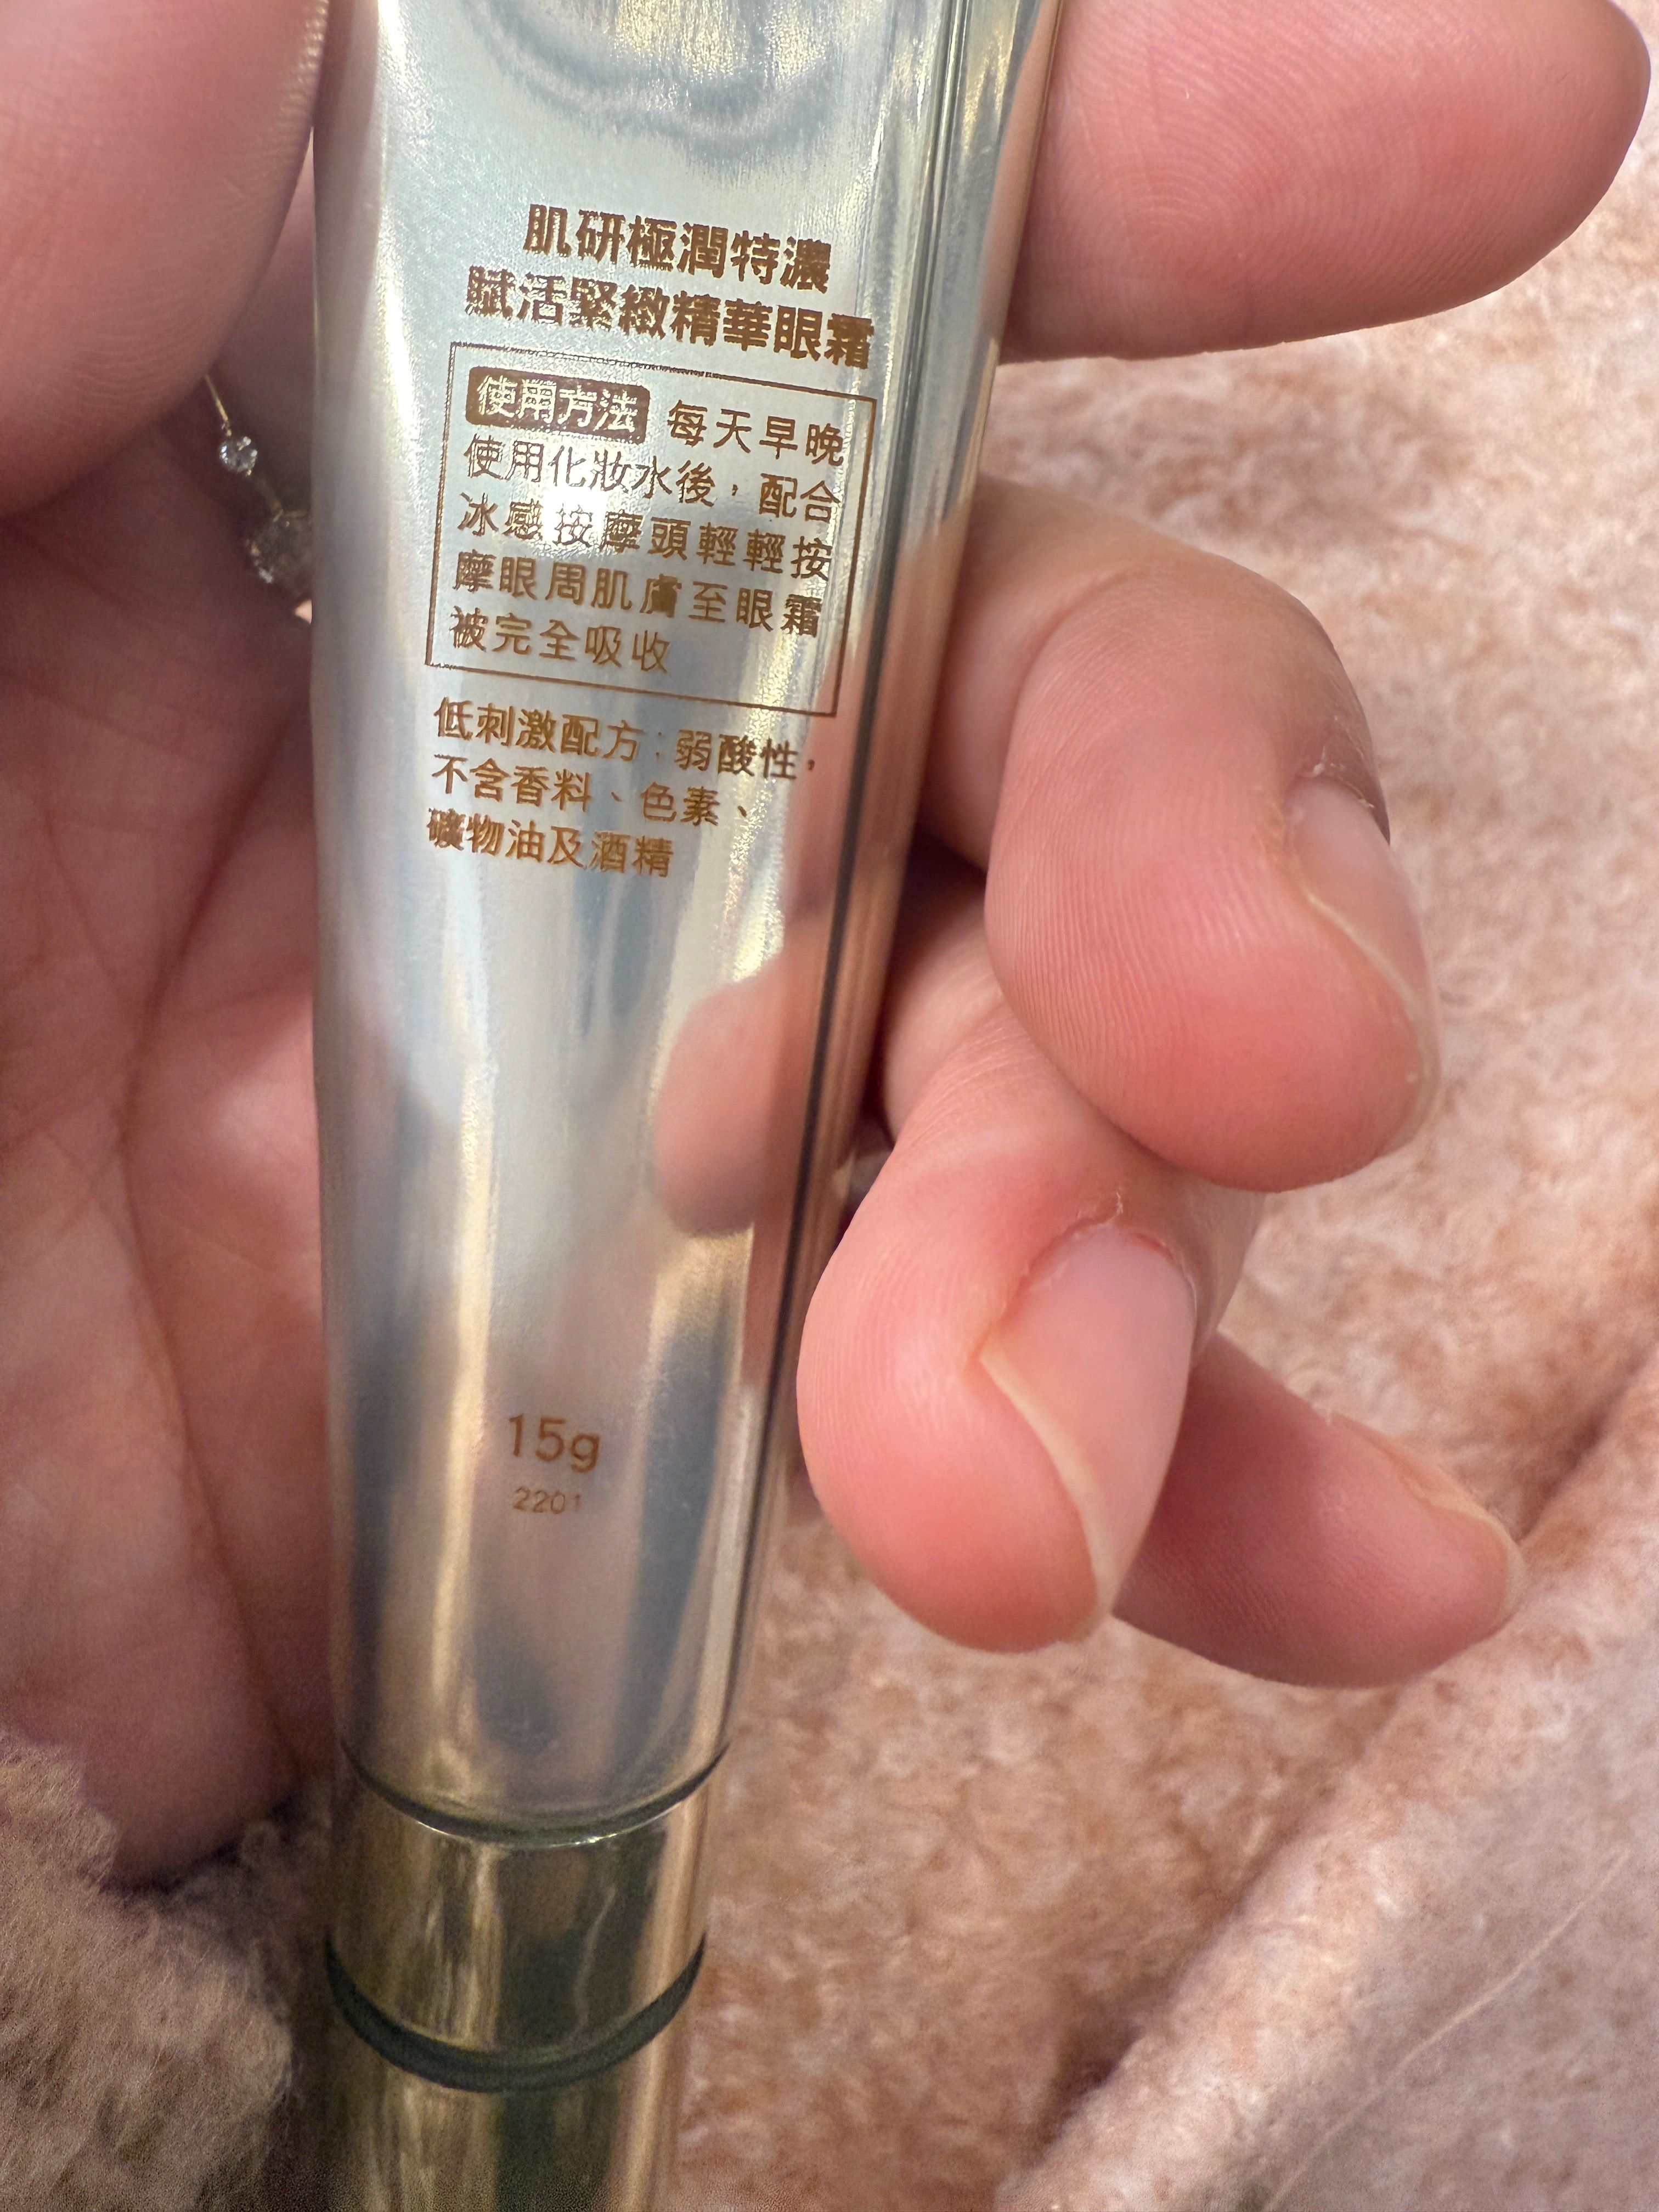 肌研極潤特濃
賦活緊緻精華眼霜
使用方法 每天早晚
使用化妝水後，配合
冰感按摩頭輕輕按
摩眼周肌膚至眼霜
被完全吸收
低刺激配方：弱酸性，
不含香料、色素、
礦物油及酒精
15g
2201